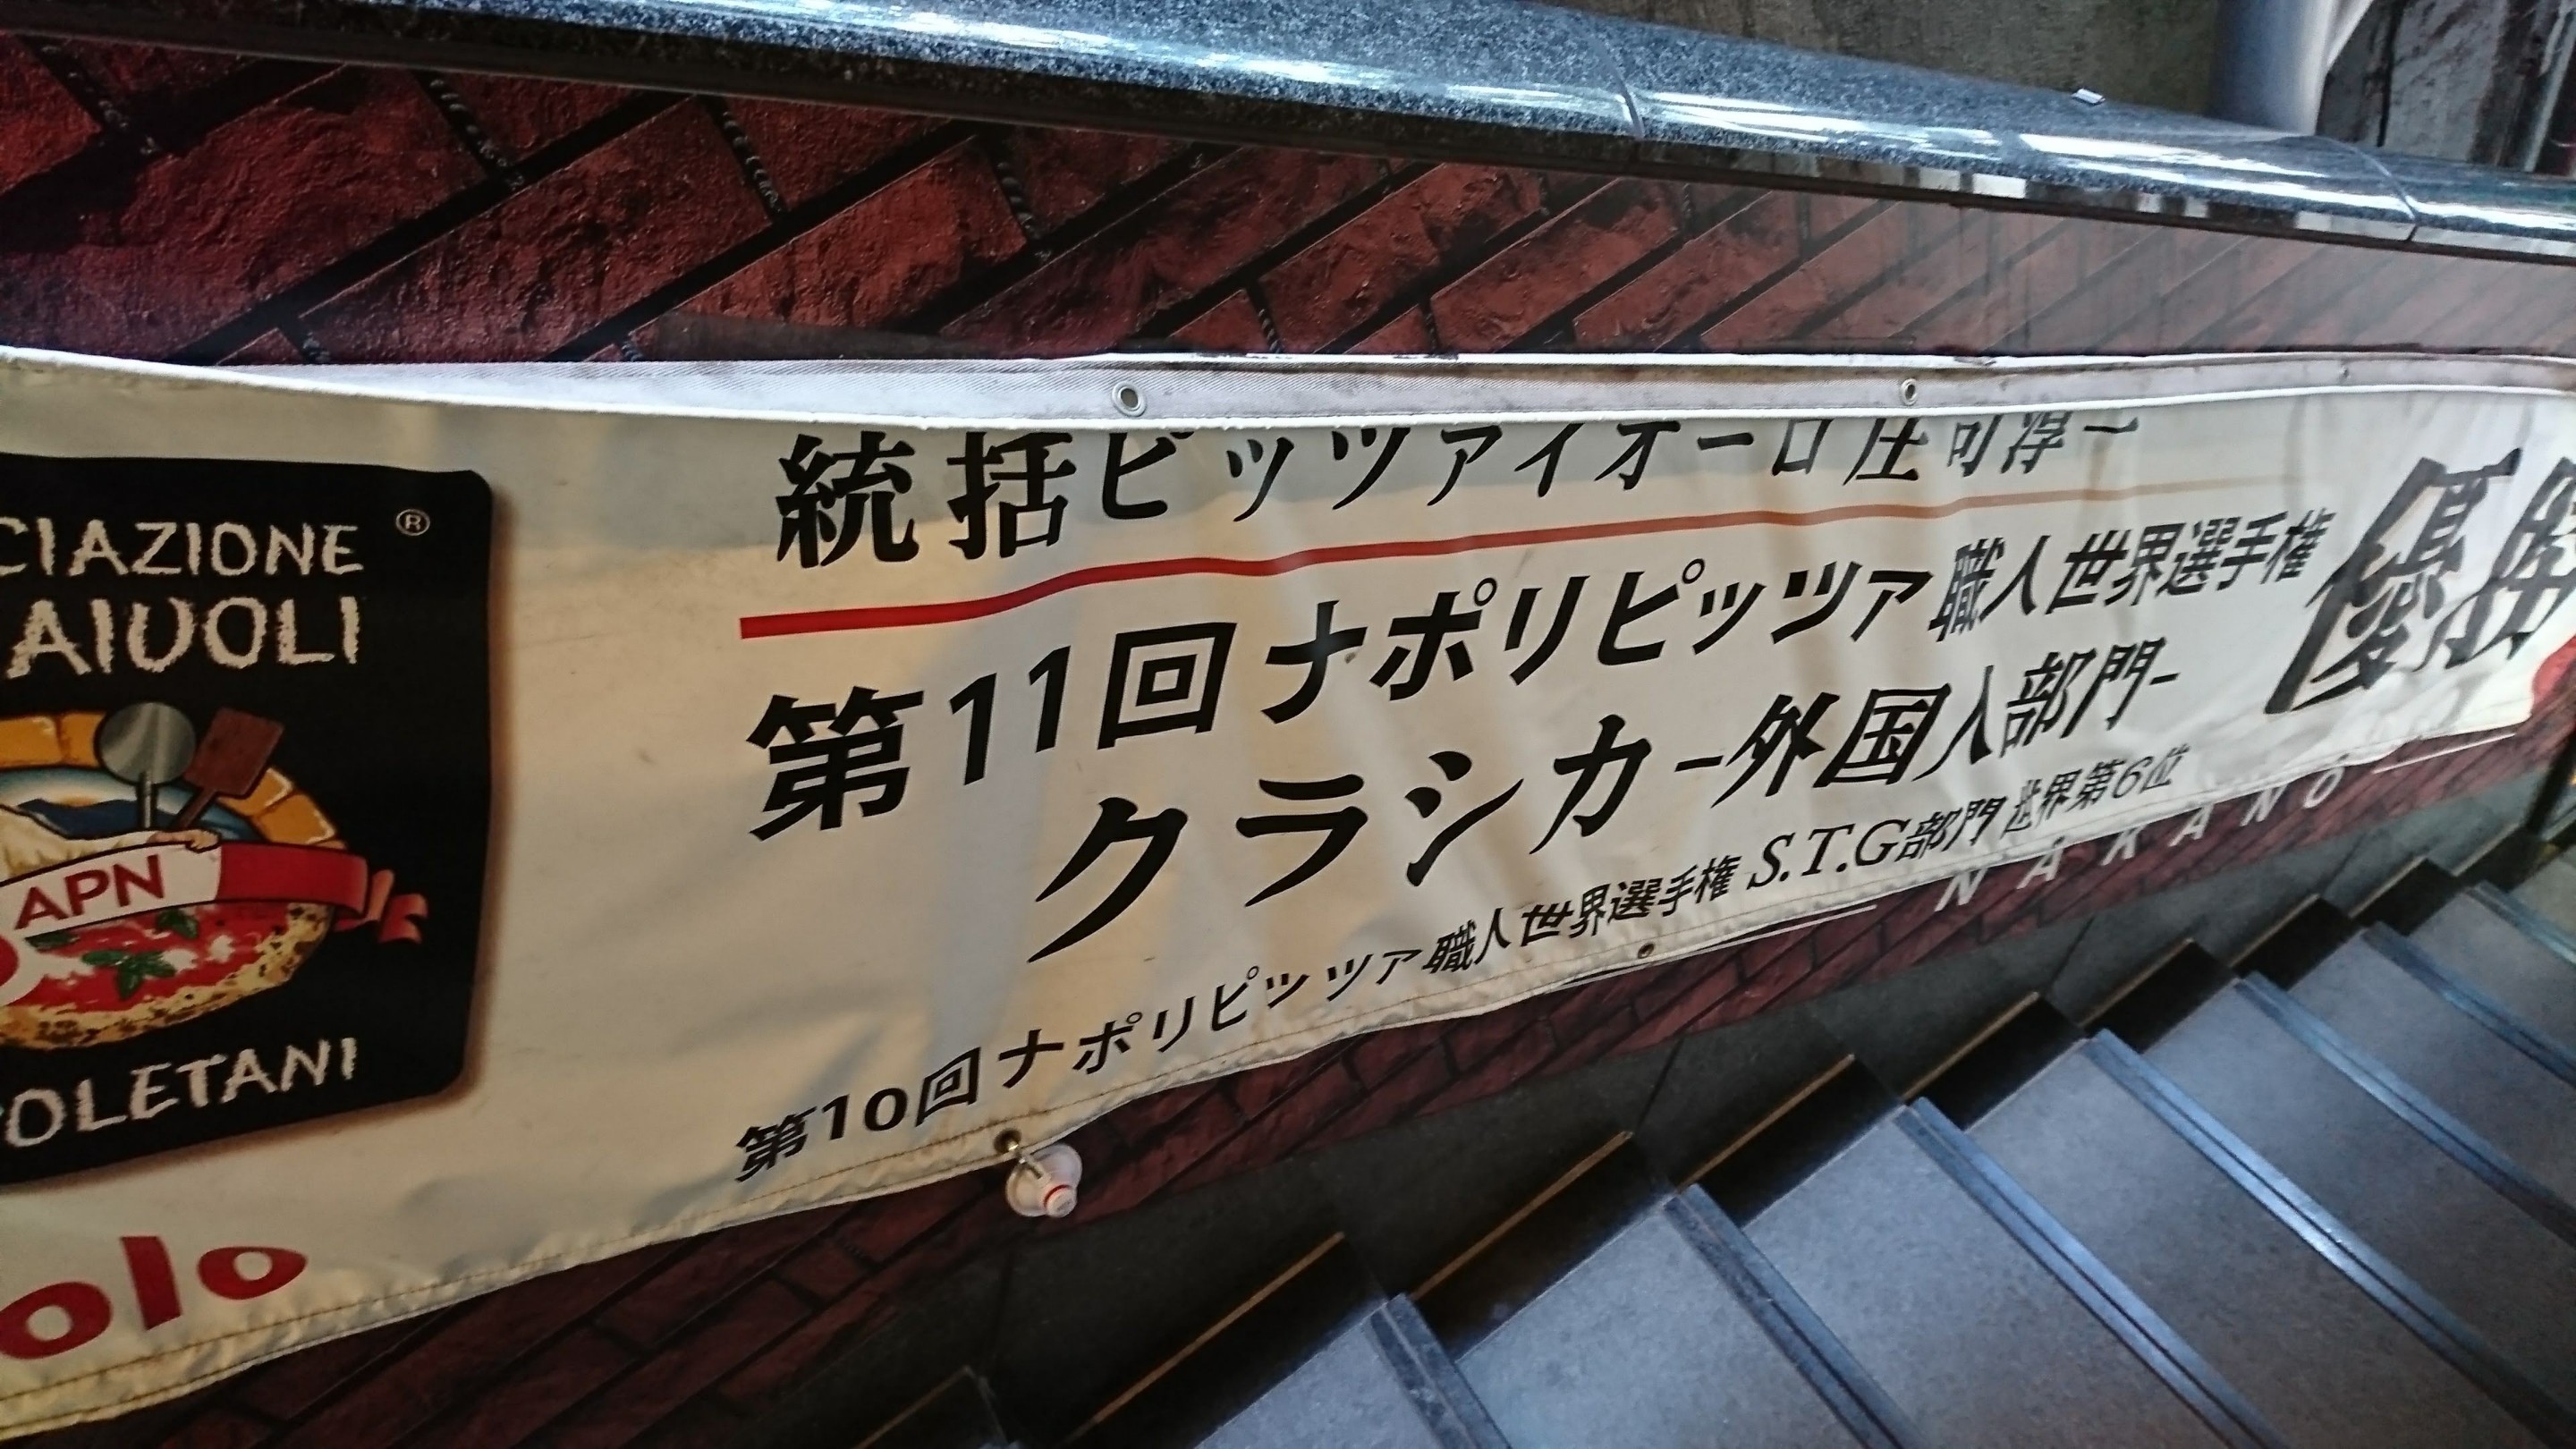 CIAZIONE ®
AIUOLI
APN
OLETANI
olo
統括ピッツァイオーロ 庄司淳一
第11回ナポリピッツァ職人世界選手権
クラシカ-外国人部門-
優勝
第10回 ナポリピッツァ職人世界選手権 S.T.G部門 世界第6位
NAKANO